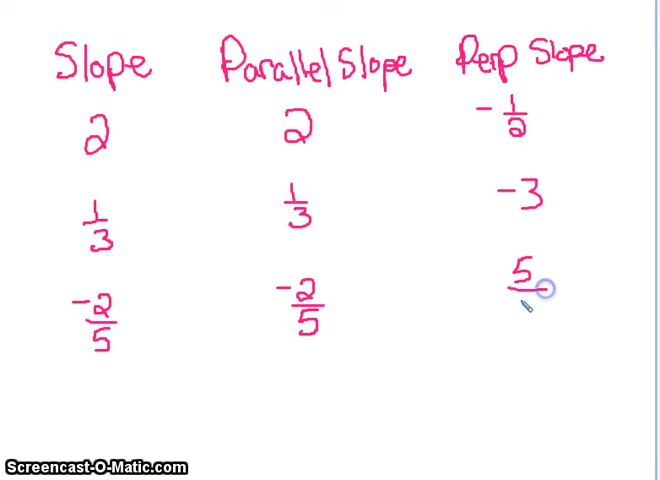 Slope Parallel Slope Perp Slope
2 2 -1/2
1/3 1/3 -3
-2/5 -2/5 5/
Screencast-O-Matic.com